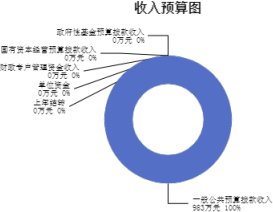 收入预算图
政府性基金预算拨款收入
0万元 0%
国有资本经营预算拨款收入
0万元 0%
财政专户管理资金收入
0万元 0%
单位资金
0万元 0%
上年结转
0万元 0%
一般公共预算拨款收入
983万元 100%